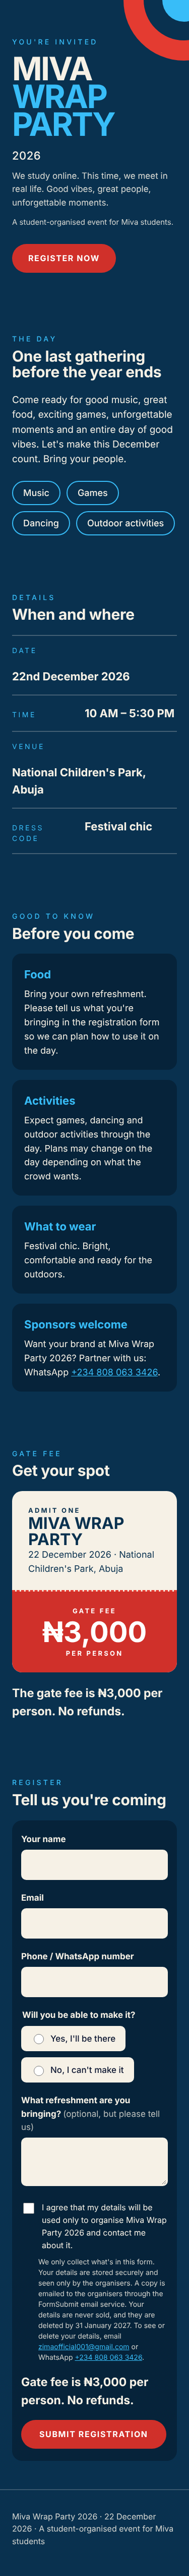 YOU'RE INVITED
MIVA
WRAP
PARTY
2026
We study online. This time, we meet in
real life. Good vibes, great people,
unforgettable moments.
A student-organised event for Miva students.
REGISTER NOW
THE DAY
One last gathering
before the year ends
Come ready for good music, great
food, exciting games, unforgettable
moments and an entire day of good
vibes. Let's make this December
count. Bring your people.
Music
Games
Dancing
Outdoor activities
DETAILS
When and where
DATE
22nd December 2026
TIME
10 AM – 5:30 PM
VENUE
National Children's Park,
Abuja
DRESS
CODE
Festival chic
GOOD TO KNOW
Before you come
Food
Bring your own refreshment.
Please tell us what you're
bringing in the registration form
so we can plan how to use it on
the day.
Activities
Expect games, dancing and
outdoor activities through the
day. Plans may change on the
day depending on what the
crowd wants.
What to wear
Festival chic. Bright,
comfortable and ready for the
outdoors.
Sponsors welcome
Want your brand at Miva Wrap
Party 2026? Partner with us:
WhatsApp +234 808 063 3426.
GATE FEE
Get your spot
ADMIT ONE
MIVA WRAP
PARTY
22 December 2026 · National
Children's Park, Abuja
GATE FEE
₦3,000
PER PERSON
The gate fee is ₦3,000 per
person. No refunds.
REGISTER
Tell us you're coming
Your name
Email
Phone / WhatsApp number
Will you be able to make it?
Yes, I'll be there
No, I can't make it
What refreshment are you
bringing? (optional, but please tell
us)
I agree that my details will be
used only to organise Miva Wrap
Party 2026 and contact me
about it.
We only collect what's in this form.
Your details are stored securely and
seen only by the organisers. A copy is
emailed to the organisers through the
FormSubmit email service. Your
details are never sold, and they are
deleted by 31 January 2027. To see or
delete your details, email
zimaofficial001@gmail.com or
WhatsApp +234 808 063 3426.
Gate fee is ₦3,000 per
person. No refunds.
SUBMIT REGISTRATION
Miva Wrap Party 2026 · 22 December
2026 · A student-organised event for Miva
students